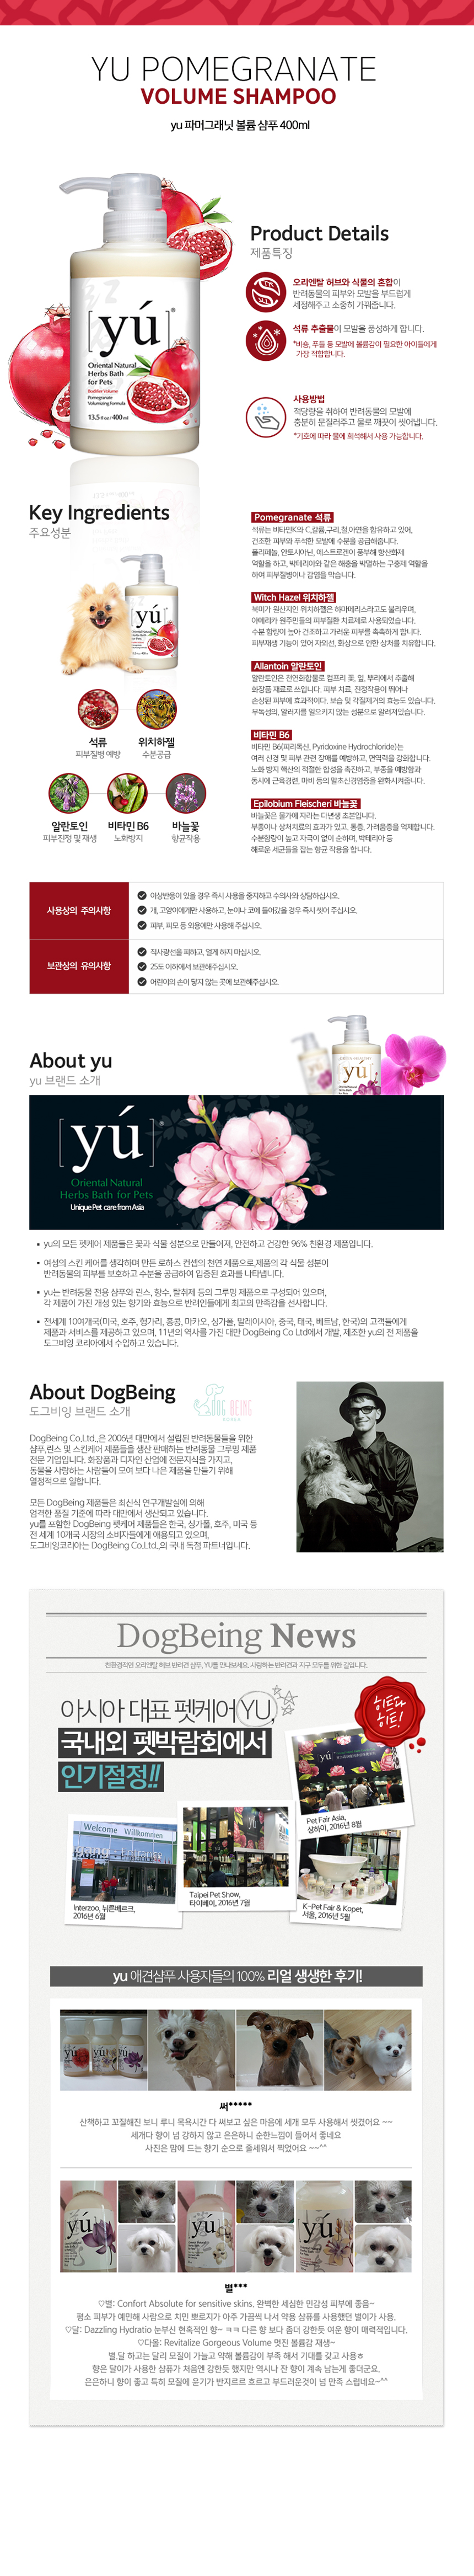 YU POMEGRANATE
VOLUME SHAMPOO
yu 파머그래닛 볼륨 샴푸 400ml
[yú]®
Oriental Natural
Herbs Bath
for Pets
Pomegranate
Volumizing Formula
13.5 fl oz / 400 ml
Product Details
제품특징
오리엔탈 허브와 식물의 혼합이
반려동물의 피부와 모발을 부드럽게
세정해주고 소중히 가꿔줍니다.
석류 추출물이 모발을 풍성하게 합니다.
*비숑, 푸들 등 모발에 볼륨감이 필요한 아이들에게
가장 적합합니다.
사용방법
적당량을 취하여 반려동물의 모발에
충분히 문질러주고 물로 깨끗이 씻어냅니다.
*기호에 따라 물에 희석해서 사용 가능합니다.
Key Ingredients
주요성분
석류
피부질병 예방
위치하젤
수분공급
알란토인
피부진정 및 재생
비타민 B6
노화방지
바늘꽃
항균작용
Pomegranate 석류
석류는 비타민K와 C,칼륨,구리,철,아연을 함유하고 있어,
건조한 피부와 푸석한 모발에 수분을 공급해줍니다.
폴리페놀, 안토시아닌, 에스트로겐이 풍부해 항산화제
역할을 하고, 박테리아와 같은 해충을 박멸하는 구충제 역할을
하여 피부질병이나 감염을 막습니다.
Witch Hazel 위치하젤
북미가 원산지인 위치하젤은 하마메리스라고도 불리우며,
아메리카 원주민들의 피부질환 치료제로 사용되었습니다.
수분 함량이 높아 건조하고 가려운 피부를 촉촉하게 합니다.
피부재생 기능이 있어 자외선, 화상으로 인한 상처를 치유합니다.
Allantoin 알란토인
알란토인은 천연화합물로 컴프리 꽃, 잎, 뿌리에서 추출해
화장품 재료로 쓰입니다. 피부 치료, 진정작용이 뛰어나
손상된 피부에 효과적이다. 보습 및 각질제거의 효능도 있습니다.
무독성의, 알러지를 일으키지 않는 성분으로 알려져있습니다.
비타민 B6
비타민 B6(피리독신, Pyridoxine Hydrochloride)는
여러 신경 및 피부 관련 장애를 예방하고, 면역력을 강화합니다.
노화 방지 핵산의 적절한 합성을 촉진하고, 부종을 예방함과
동시에 근육경련, 마비 등의 말초신경염증을 완화시켜줍니다.
Epilobium Fleischeri 바늘꽃
바늘꽃은 물가에 자라는 다년생 초본입니다.
부종이나 상처치료의 효과가 있고, 통증, 가려움증을 억제합니다.
수분함량이 높고 자극이 없이 순하며, 박테리아 등
해로운 세균들을 잡는 항균 작용을 합니다.
사용상의 주의사항
이상반응이 있을 경우 즉시 사용을 중지하고 수의사와 상담하십시오.
개, 고양이에게만 사용하고, 눈이나 코에 들어갔을 경우 즉시 씻어 주십시오.
피부, 피모 등 외용에만 사용해 주십시오.
보관상의 유의사항
직사광선을 피하고, 얼게 하지 마십시오.
25도 이하에서 보관해주십시오.
어린이의 손이 닿지 않는 곳에 보관해주십시오.
About yu
yu 브랜드 소개
[yú]®
Oriental Natural
Herbs Bath for Pets
Unique Pet care from Asia
• yu의 모든 펫케어 제품들은 꽃과 식물 성분으로 만들어져, 안전하고 건강한 96% 친환경 제품입니다.
• 여성의 스킨 케어를 생각하며 만든 로하스 컨셉의 천연 제품으로,제품의 각 식물 성분이
반려동물의 피부를 보호하고 수분을 공급하여 입증된 효과를 나타냅니다.
• yu는 반려동물 전용 샴푸와 린스, 향수, 탈취제 등의 그루밍 제품으로 구성되어 있으며,
각 제품이 가진 개성 있는 향기와 효능으로 반려인들에게 최고의 만족감을 선사합니다.
• 전세계 10여개국(미국, 호주, 헝가리, 홍콩, 마카오, 싱가폴, 말레이시아, 중국, 태국, 베트남, 한국)의 고객들에게
제품과 서비스를 제공하고 있으며, 11년의 역사를 가진 대만 DogBeing Co Ltd에서 개발, 제조한 yu의 전 제품을
도그비잉 코리아에서 수입하고 있습니다.
About DogBeing
도그비잉 브랜드 소개
DOG BEING
KOREA
DogBeing Co.,Ltd.,은 2006년 대만에서 설립된 반려동물들을 위한
샴푸,린스 및 스킨케어 제품들을 생산 판매하는 반려동물 그루밍 제품
전문 기업입니다. 화장품과 디자인 산업에 전문지식을 가지고,
동물을 사랑하는 사람들이 모여 보다 나은 제품을 만들기 위해
열정적으로 일합니다.
모든 DogBeing 제품들은 최신식 연구개발실에 의해
엄격한 품질 기준에 따라 대만에서 생산되고 있습니다.
yu를 포함한 DogBeing 펫케어 제품들은 한국, 싱가폴, 호주, 미국 등
전 세계 10개국 시장의 소비자들에게 애용되고 있으며,
도그비잉코리아는 DogBeing Co.Ltd.,의 국내 독점 파트너입니다.
DogBeing News
친환경적인 오리엔탈 허브 반려견 샴푸, YU를 만나보세요. 사랑하는 반려견과 지구 모두를 위한 길입니다.
아시아 대표 펫케어 YU,
국내외 펫박람회에서
인기절정!!
히트다
히트!
Pet Fair Asia,
상하이, 2016년 8월
Welcome Willkommen
Interzoo, 뉘른베르크,
2016년 6월
Taipei Pet Show,
타이베이, 2016년 7월
K-Pet Fair & Kopet,
서울, 2016년 5월
yu 애견샴푸 사용자들의 100% 리얼 생생한 후기!
써*****
산책하고 꼬질해진 보니 루니 목욕시간 다 써보고 싶은 마음에 세개 모두 사용해서 씻겼어요 ~~
세개다 향이 넘 강하지 않고 은은하니 순한느낌이 들어서 좋네요
사진은 맘에 드는 향기 순으로 줄세워서 찍었어요 ~~^^
별***
♡별: Confort Absolute for sensitive skins. 완벽한 세심한 민감성 피부에 좋음~
평소 피부가 예민해 사람으로 치민 뽀로지가 아주 가끔씩 나서 약용 샴퓨를 사용했던 별이가 사용.
♡달: Dazzling Hydratio 눈부신 현혹적인 향~ ㅋㅋ 다른 향 보다 좀더 강한듯 여운 향이 매력적입니다.
♡다올: Revitalize Gorgeous Volume 멋진 볼륨감 재생~
별.달 하고는 달리 모질이 가늘고 약해 볼륨감이 부족 해서 기대를 갖고 사용ㅎ
향은 달이가 사용한 샴퓨가 처음엔 강한듯 했지만 역시나 잔 향이 계속 남는게 좋더군요.
은은하니 향이 좋고 특히 모질에 윤기가 반지르르 흐르고 부드러운것이 넘 만족 스럽네요~^^